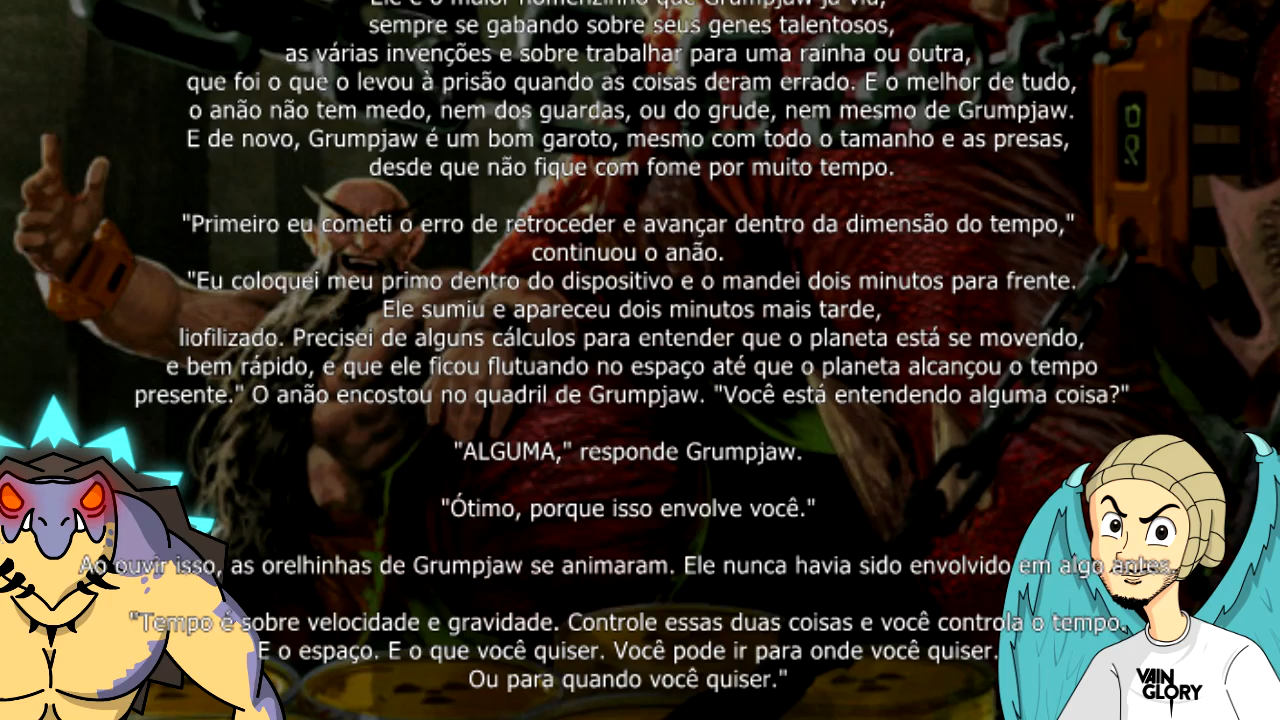 Ele é o maior homenzinho que Grumpjaw já viu,
sempre se gabando sobre seus genes talentosos,
as várias invenções e sobre trabalhar para uma rainha ou outra,
que foi o que o levou à prisão quando as coisas deram errado. E o melhor de tudo,
o anão não tem medo, nem dos guardas, ou do grude, nem mesmo de Grumpjaw.
E de novo, Grumpjaw é um bom garoto, mesmo com todo o tamanho e as presas,
desde que não fique com fome por muito tempo.
"Primeiro eu cometi o erro de retroceder e avançar dentro da dimensão do tempo,"
continuou o anão.
"Eu coloquei meu primo dentro do dispositivo e o mandei dois minutos para frente.
Ele sumiu e apareceu dois minutos mais tarde,
liofilizado. Precisei de alguns cálculos para entender que o planeta está se movendo,
e bem rápido, e que ele ficou flutuando no espaço até que o planeta alcançou o tempo
presente." O anão encostou no quadril de Grumpjaw. "Você está entendendo alguma coisa?"
"ALGUMA," responde Grumpjaw.
"Ótimo, porque isso envolve você."
Ao ouvir isso, as orelhinhas de Grumpjaw se animaram. Ele nunca havia sido envolvido em algo antes.
"Tempo é sobre velocidade e gravidade. Controle essas duas coisas e você controla o tempo.
E o espaço. E o que você quiser. Você pode ir para onde você quiser.
Ou para quando você quiser."
VAIN
GLORY